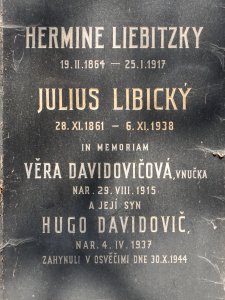 HERMINE LIEBITZKY
19. II. 1864 — 25. I. 1917
JULIUS LIBICKÝ
28. XI. 1861 — 6. XI. 1938
IN MEMORIAM
VĚRA DAVIDOVIČOVÁ, VNUČKA
NAR. 29. VIII. 1915
A JEJÍ SYN
HUGO DAVIDOVIČ,
NAR. 4. IV. 1937
ZAHYNULI V OSVĚČIMI DNE 30. X. 1944